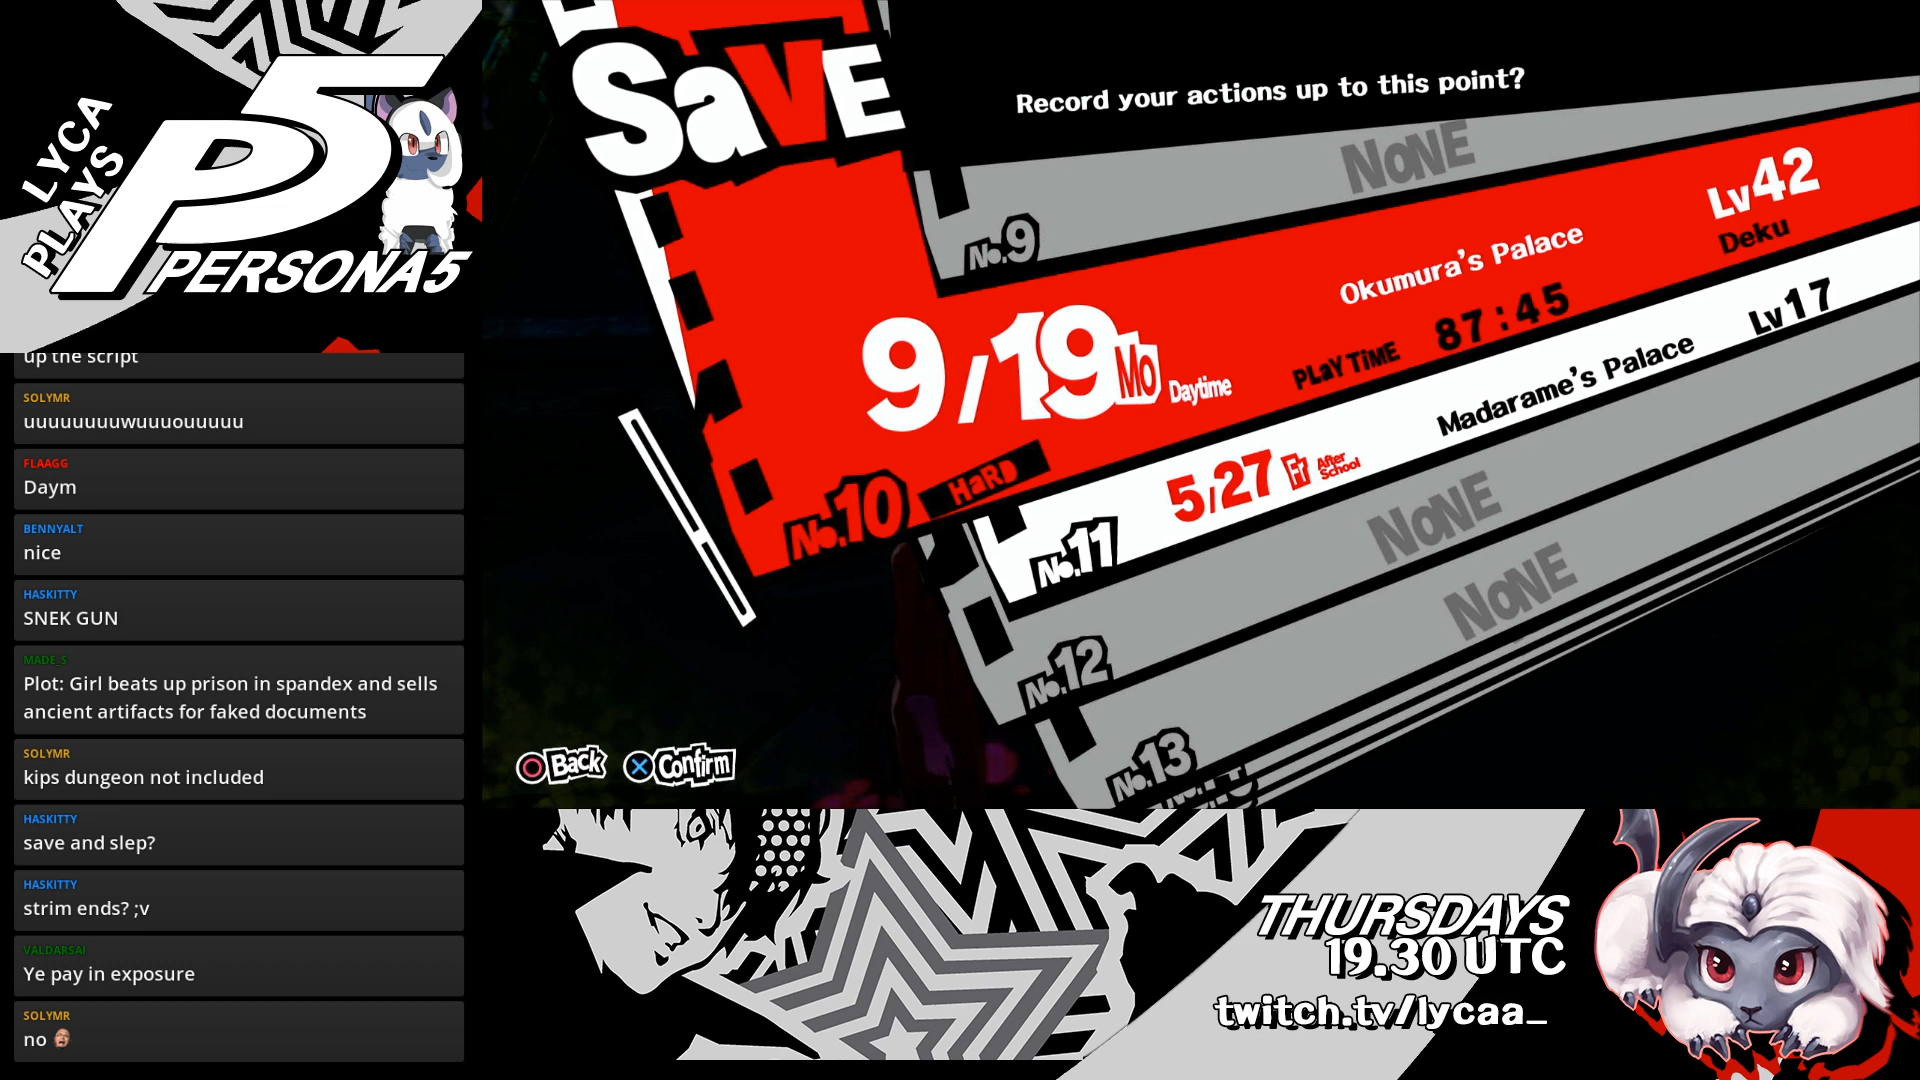 LYCA
PLAYS
P5
PERSONA5
up the script
SOLYMR
uuuuuuuuwuuuouuuuu
FLAAGG
Daym
BENNYALT
nice
HASKITTY
SNEK GUN
MADE_S
Plot: Girl beats up prison in spandex and sells
ancient artifacts for faked documents
SOLYMR
kips dungeon not included
HASKITTY
save and slep?
HASKITTY
strim ends? ;v
VALDARSAI
Ye pay in exposure
SOLYMR
no
SaVE
Record your actions up to this point?
No.9
NoNE
9/19 Mo Daytime
Okumura's Palace
Lv42
Deku
PLaY TiME 87:45
No.10 HaRD
No.11
5/27 Fr After School
Madarame's Palace
Lv17
No.12
NoNE
No.13
NoNE
Back Confirm
THURSDAYS
19.30 UTC
twitch.tv/lycaa_